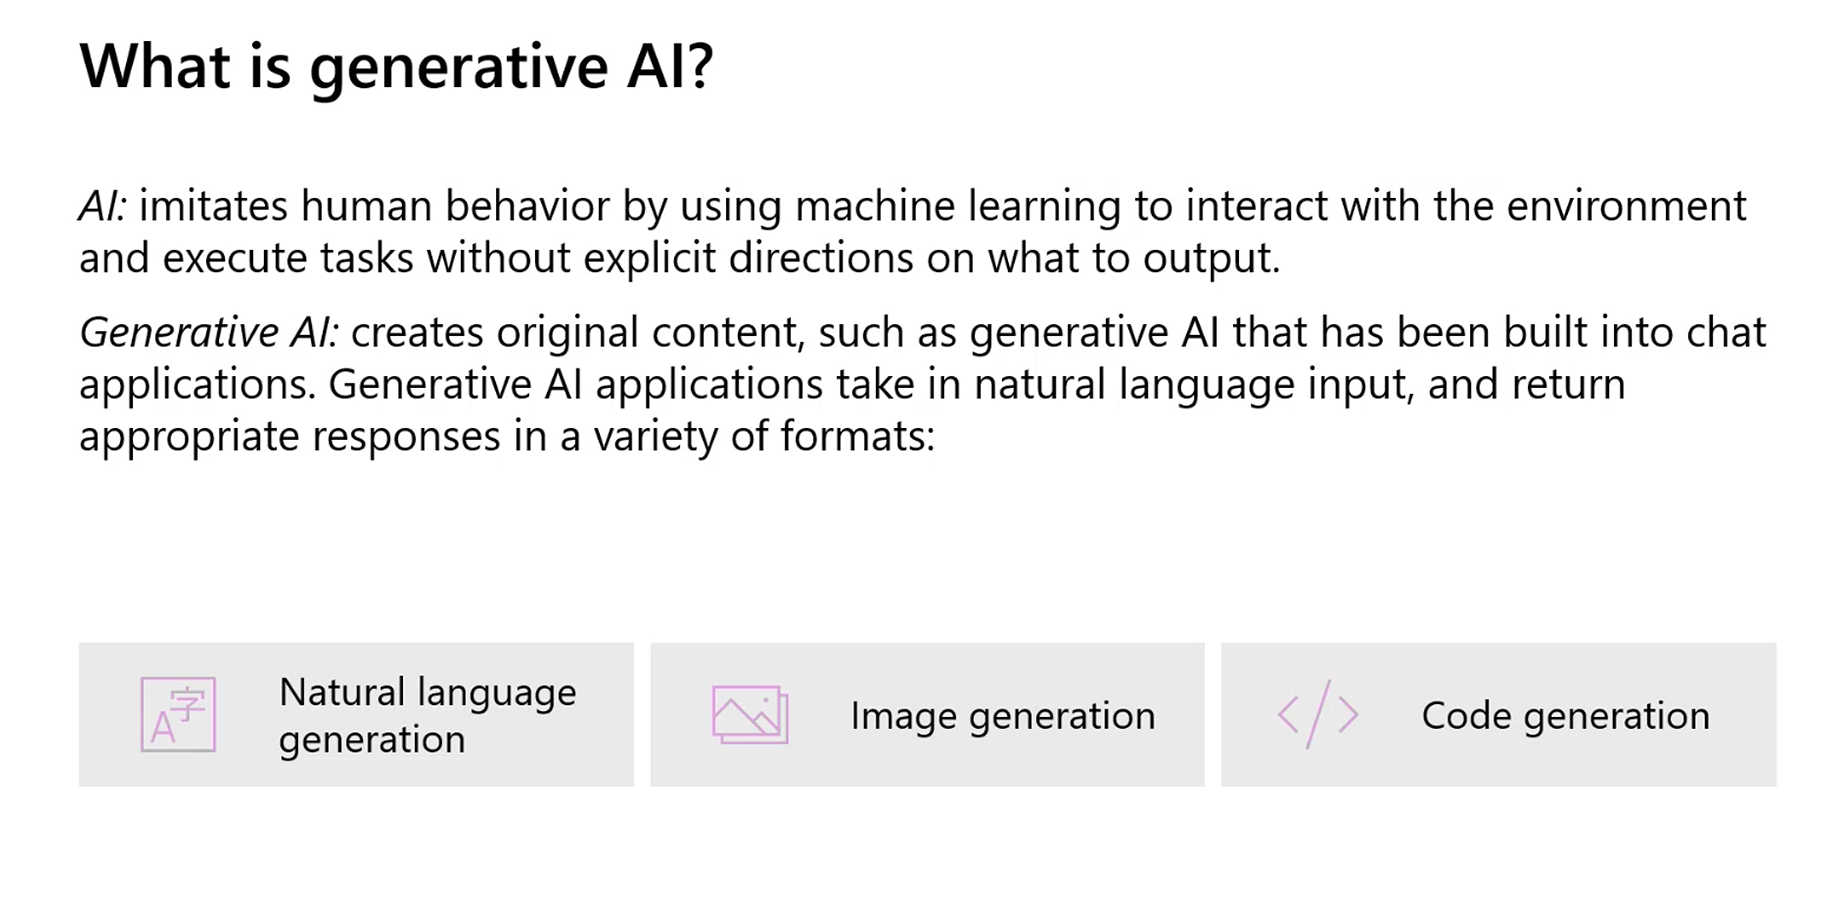 What is generative AI?
AI: imitates human behavior by using machine learning to interact with the environment
and execute tasks without explicit directions on what to output.
Generative AI: creates original content, such as generative AI that has been built into chat
applications. Generative AI applications take in natural language input, and return
appropriate responses in a variety of formats:
A字
Natural language
generation
Image generation
</>
Code generation